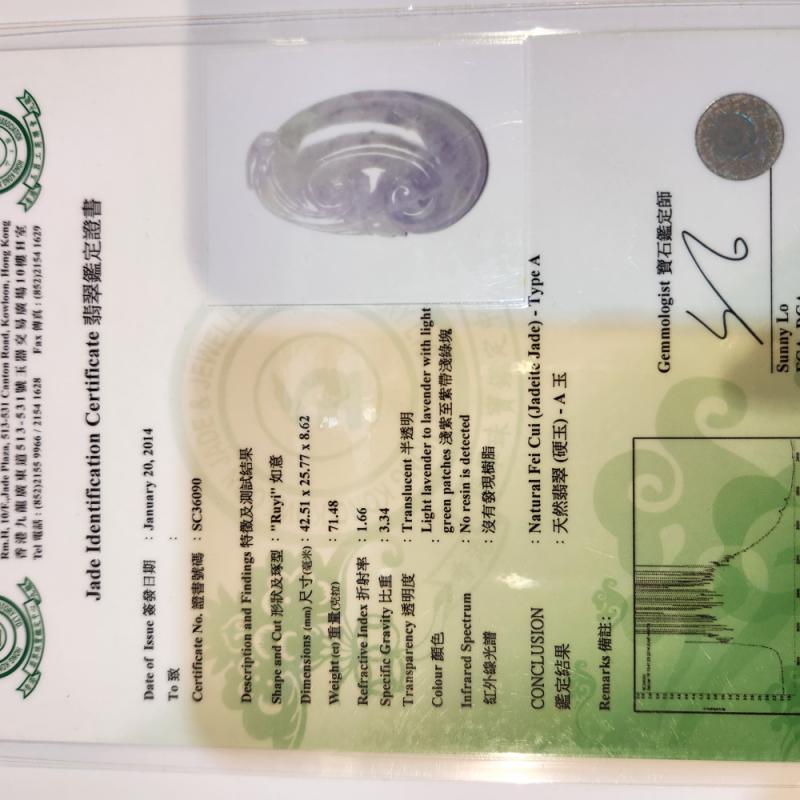 Rm.H, 10/F., Jade Plaza, 513-531 Canton Road, Kowloon, Hong Kong
香港九龍廣東道513-531號玉器交易廣場10樓H室
Tel 電話 : (852)2155 9966 / 2154 1628 Fax 傳真 : (852)2154 1629
Jade Identification Certificate 翡翠鑑定證書
Date of Issue 簽發日期 : January 20, 2014
To 致 :
Certificate No. 證書號碼 : SC36090
Description and Findings 特徵及測試結果
Shape and Cut 形狀及琢型 : "Ruyi" 如意
Dimensions (mm) 尺寸(毫米) : 42.51 x 25.77 x 8.62
Weight(ct) 重量(克拉) : 71.48
Refractive Index 折射率 : 1.66
Specific Gravity 比重 : 3.34
Transparency 透明度 : Translucent 半透明
Colour 顏色 : Light lavender to lavender with light
green patches 淺紫至紫帶淺綠塊
Infrared Spectrum : No resin is detected
紅外線光譜 : 沒有發現樹脂
CONCLUSION : Natural Fei Cui (Jadeite Jade) - Type A
鑑定結果 : 天然翡翠 (硬玉) - A 玉
Remarks 備註 :
Gemmologist 寶石鑑定師
Sunny Lo